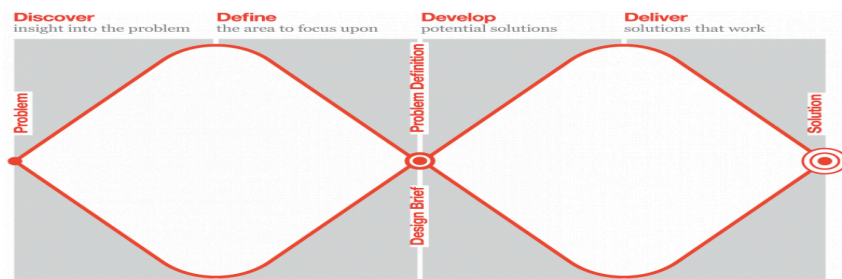 Discover
insight into the problem
Define
the area to focus upon
Develop
potential solutions
Deliver
solutions that work
Problem
Problem Definition
Design Brief
Solution